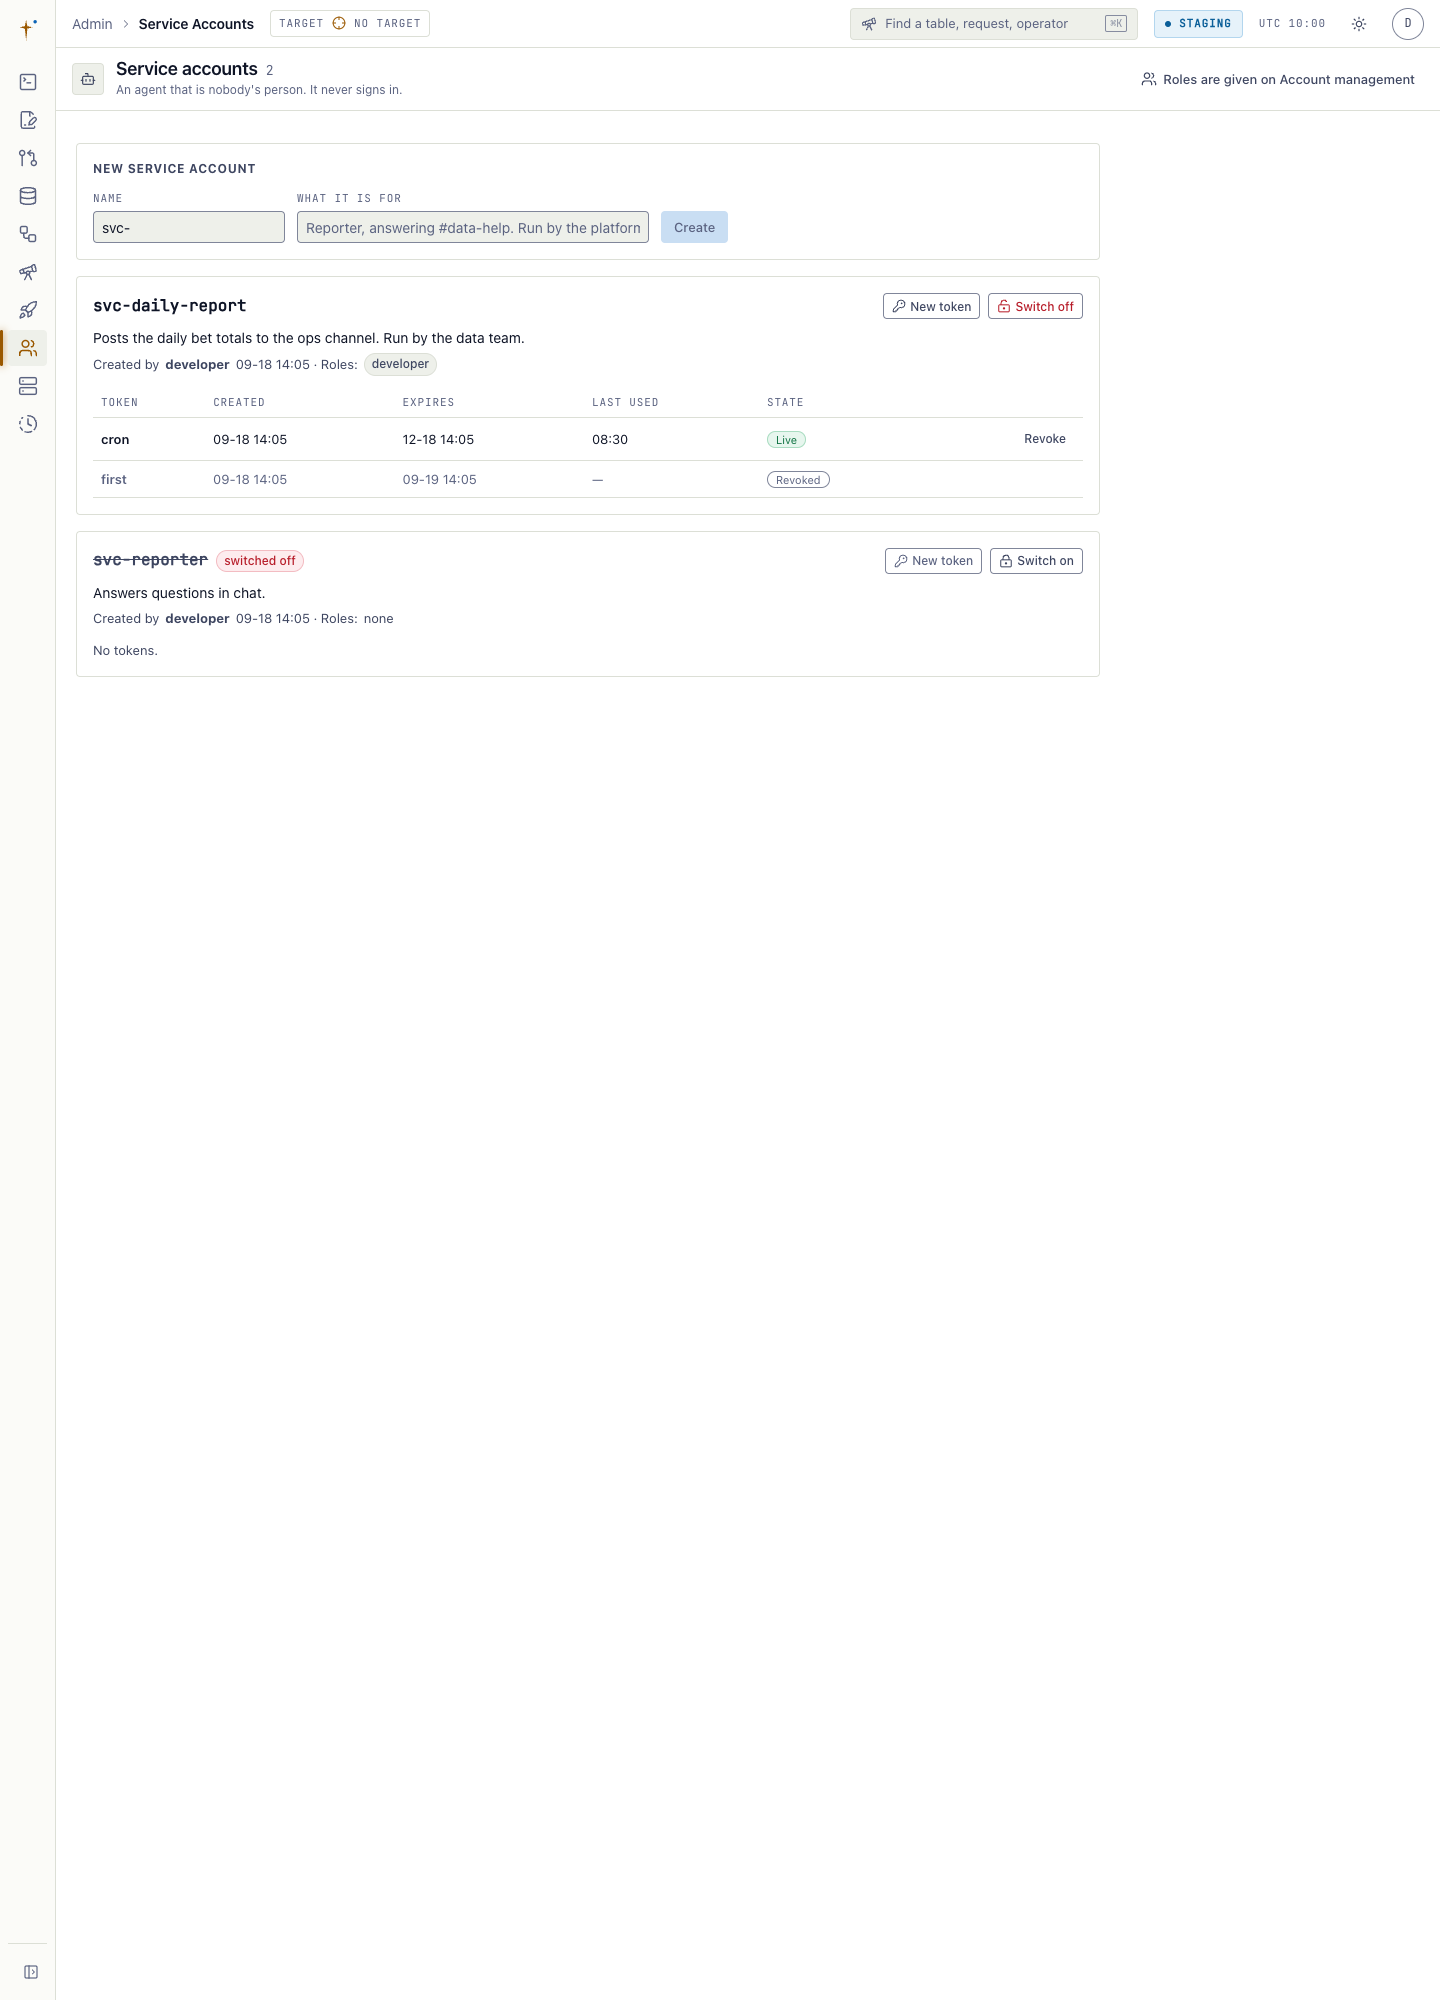 Admin > Service Accounts TARGET NO TARGET Find a table, request, operator ⌘K STAGING UTC 10:00 D
Service accounts 2
An agent that is nobody's person. It never signs in.
Roles are given on Account management
NEW SERVICE ACCOUNT
NAME WHAT IT IS FOR
svc- Reporter, answering #data-help. Run by the platforn Create
svc-daily-report New token Switch off
Posts the daily bet totals to the ops channel. Run by the data team.
Created by developer 09-18 14:05 · Roles: developer
TOKEN CREATED EXPIRES LAST USED STATE
cron 09-18 14:05 12-18 14:05 08:30 Live Revoke
first 09-18 14:05 09-19 14:05 — Revoked
svc-reporter switched off New token Switch on
Answers questions in chat.
Created by developer 09-18 14:05 · Roles: none
No tokens.